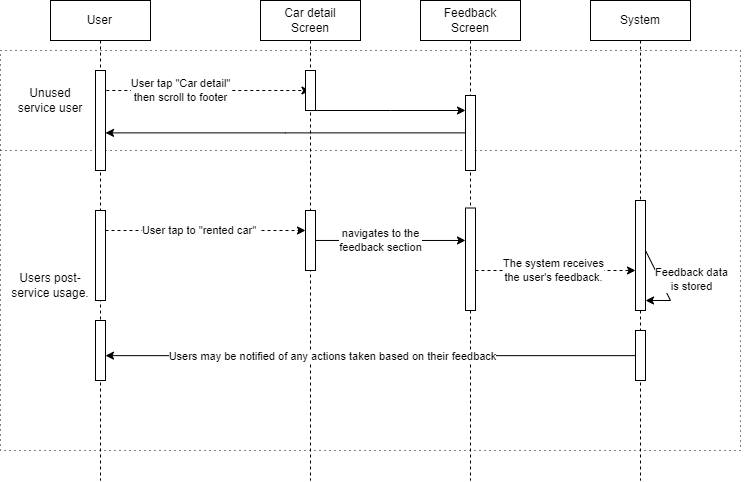 User
Car detail
Screen
Feedback
Screen
System
Unused
service user
User tap "Car detail"
then scroll to footer
User tap to "rented car"
navigates to the
feedback section
The system receives
the user's feedback.
Feedback data
is stored
Users post-
service usage.
Users may be notified of any actions taken based on their feedback